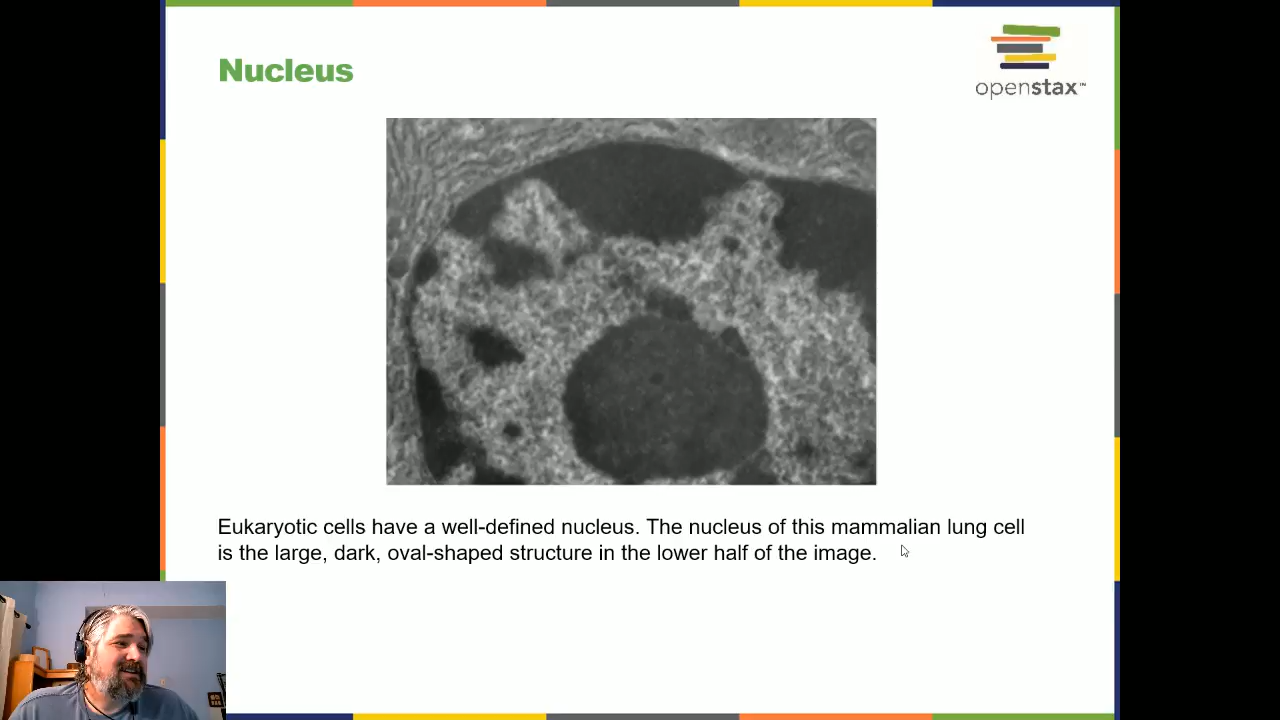 Nucleus
openstax™
Eukaryotic cells have a well-defined nucleus. The nucleus of this mammalian lung cell
is the large, dark, oval-shaped structure in the lower half of the image.